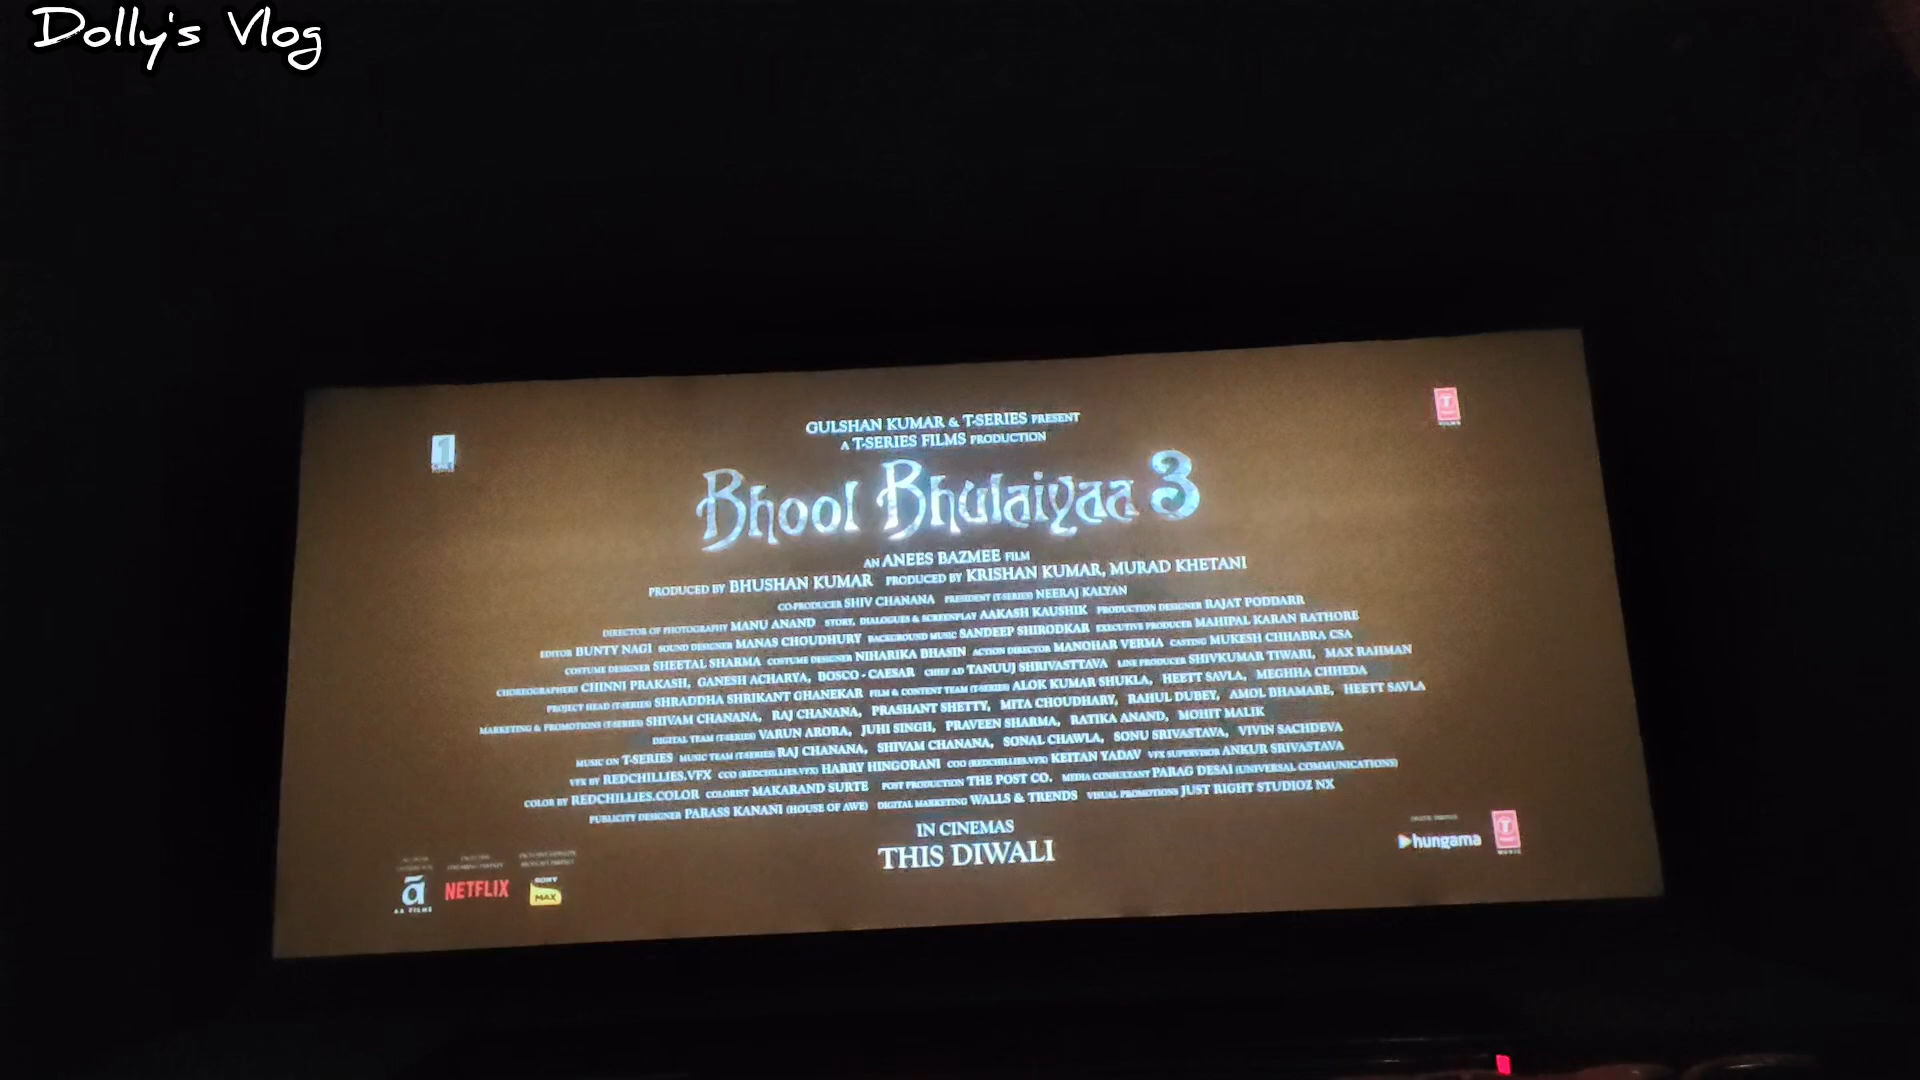 Dolly's Vlog
GULSHAN KUMAR & T-SERIES PRESENT
A T-SERIES FILMS PRODUCTION
Bhool Bhulaiyaa 3
AN ANEES BAZMEE FILM
PRODUCED BY BHUSHAN KUMAR PRODUCED BY KRISHAN KUMAR, MURAD KHETANI
CO-PRODUCER SHIV CHANANA PRESIDENT (T-SERIES) NEERAJ KALYAN
DIRECTOR OF PHOTOGRAPHY MANU ANAND STORY, DIALOGUES & SCREENPLAY AAKASH KAUSHIK PRODUCTION DESIGNER RAJAT PODDARR
EDITOR BUNTY NAGI SOUND DESIGNER MANAS CHOUDHURY BACKGROUND MUSIC SANDEEP SHIRODKAR EXECUTIVE PRODUCER MAHIPAL KARAN RATHORE
COSTUME DESIGNER SHEETAL SHARMA COSTUME DESIGNER NIHARIKA BHASIN ACTION DIRECTOR MANOHAR VERMA CASTING MUKESH CHHABRA CSA
CHOREOGRAPHERS CHINNI PRAKASH, GANESH ACHARYA, BOSCO - CAESAR CHIEF AD TANUUJ SHRIVASTTAVA LINE PRODUCER SHIVKUMAR TIWARI, MAX RAHMAN
PROJECT HEAD (T-SERIES) SHRADDHA SHRIKANT GHANEKAR FILM & CONTENT TEAM (T-SERIES) ALOK KUMAR SHUKLA, HEETT SAVLA, MEGHHA CHHEDA
MARKETING & PROMOTIONS (T-SERIES) SHIVAM CHANANA, RAJ CHANANA, PRASHANT SHETTY, MITA CHOUDHARY, RAHUL DUBEY, AMOL BHAMARE, HEETT SAVLA
DIGITAL TEAM (T-SERIES) VARUN ARORA, JUHI SINGH, PRAVEEN SHARMA, RATIKA ANAND, MOHIT MALIK
MUSIC ON T-SERIES MUSIC TEAM (T-SERIES) RAJ CHANANA, SHIVAM CHANANA, SONAL CHAWLA, SONU SRIVASTAVA, VIVIN SACHDEVA
VFX BY REDCHILLIES.VFX CCO (REDCHILLIES.VFX) HARRY HINGORANI COO (REDCHILLIES.VFX) KEITAN YADAV VFX SUPERVISOR ANKUR SRIVASTAVA
COLOR BY REDCHILLIES.COLOR COLORIST MAKARAND SURTE POST PRODUCTION THE POST CO. MEDIA CONSULTANT PARAG DESAI (UNIVERSAL COMMUNICATIONS)
PUBLICITY DESIGNER PARASS KANANI (HOUSE OF AWE) DIGITAL MARKETING WALLS & TRENDS VISUAL PROMOTIONS JUST RIGHT STUDIOZ NX
IN CINEMAS
THIS DIWALI
AA FILMS
NETFLIX
SONY
MAX
hungama